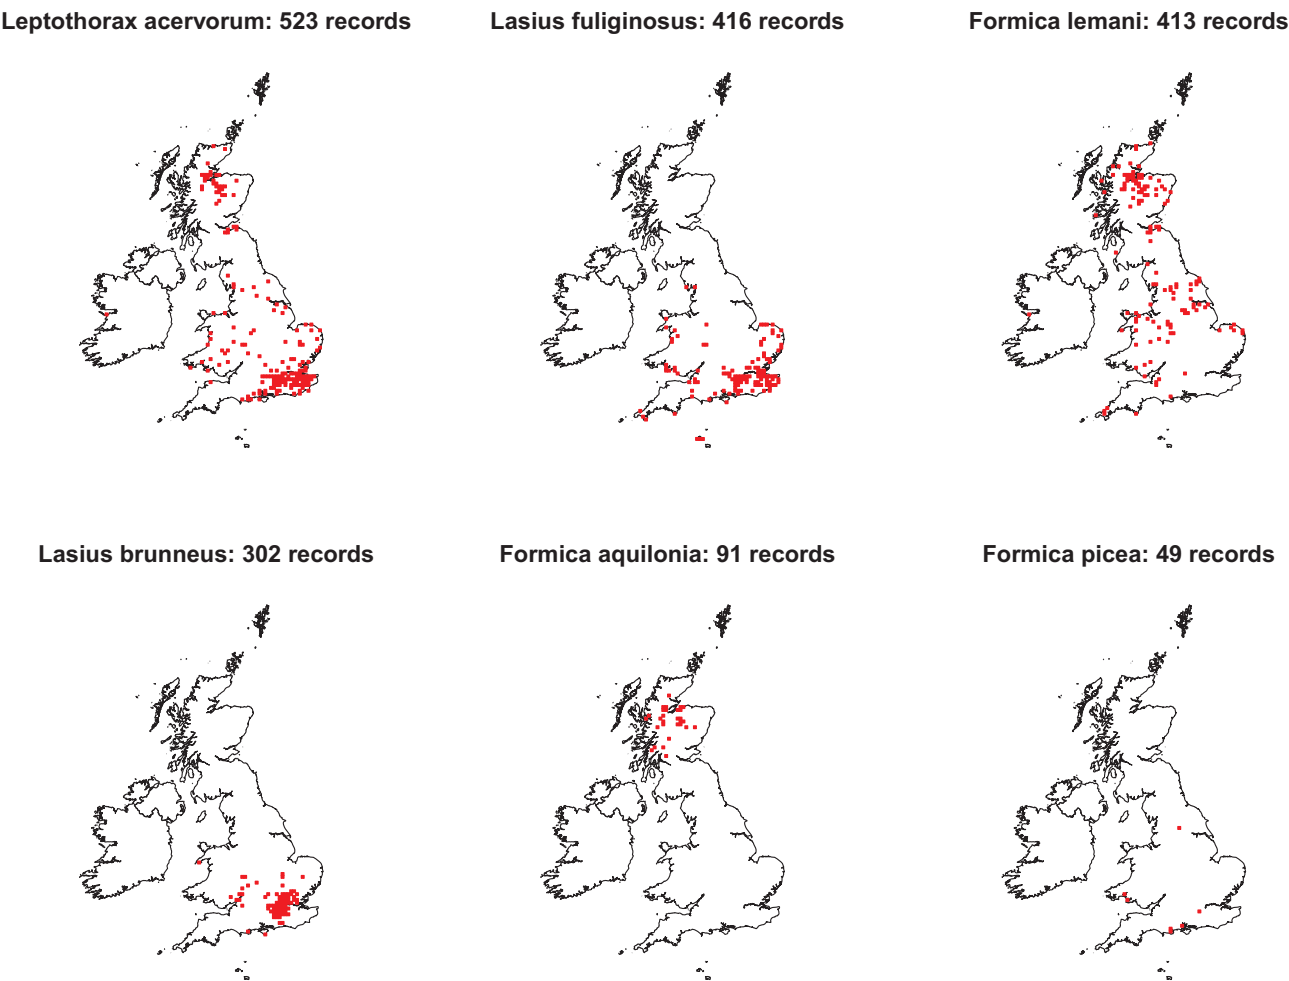 Leptothorax acervorum: 523 records
Lasius fuliginosus: 416 records
Formica lemani: 413 records
Lasius brunneus: 302 records
Formica aquilonia: 91 records
Formica picea: 49 records